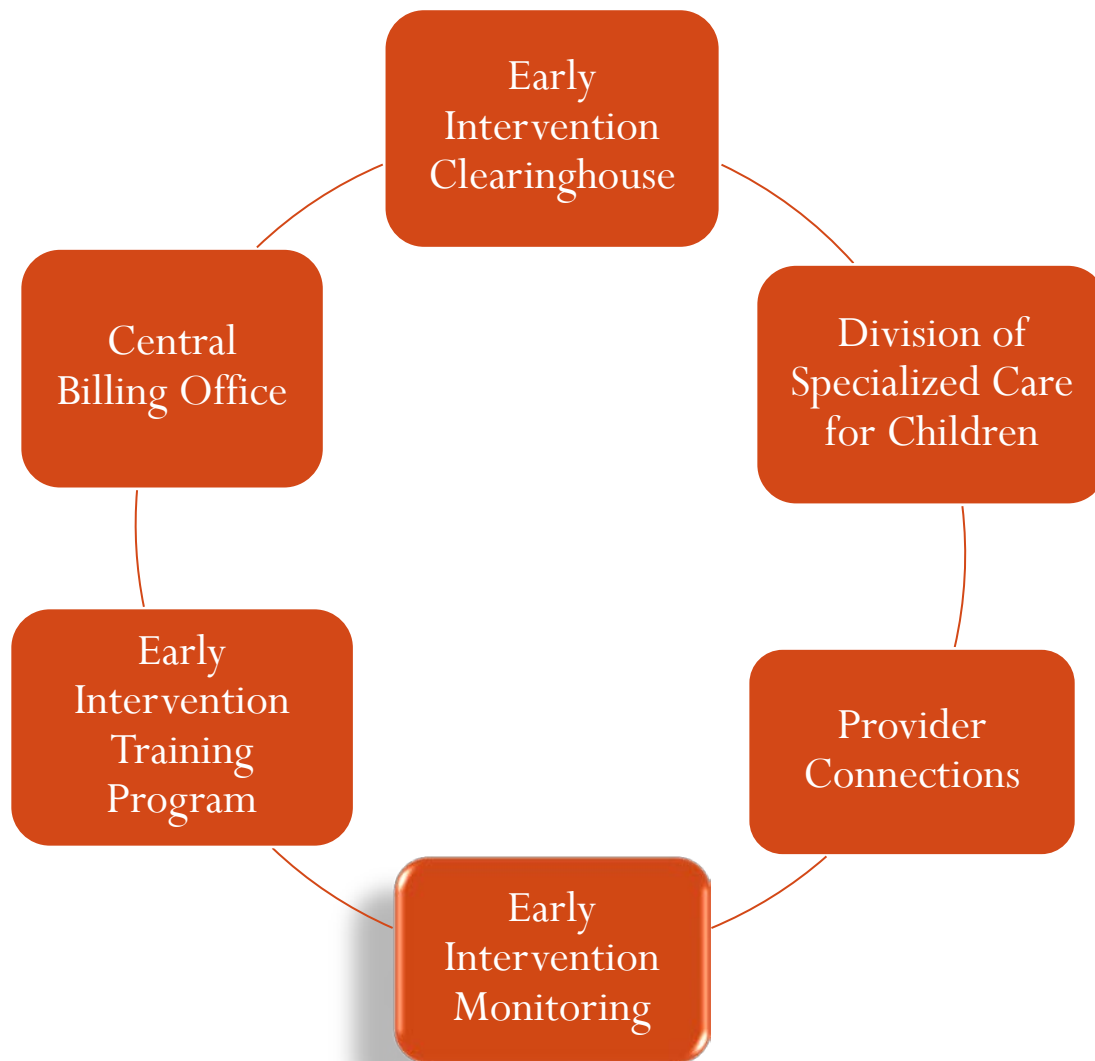 Early
Intervention
Clearinghouse
Division of
Specialized Care
for Children
Provider
Connections
Early
Intervention
Monitoring
Early
Intervention
Training
Program
Central
Billing Office